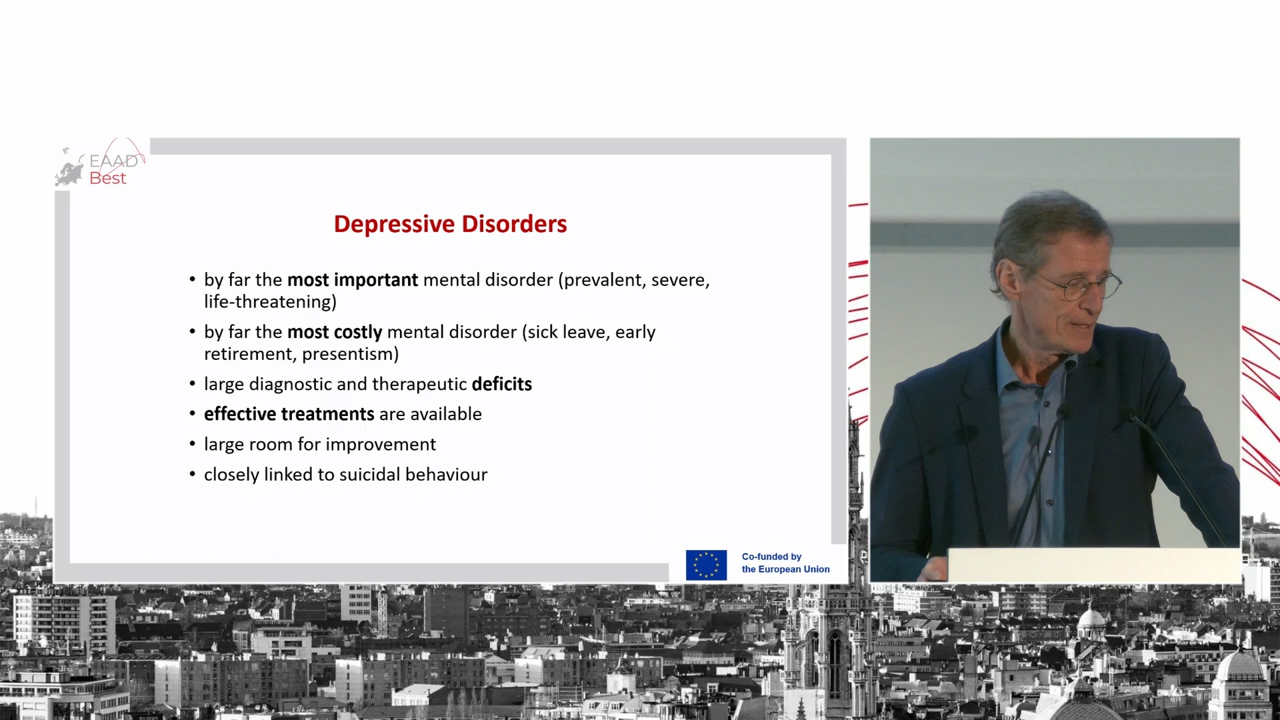 EAAD
Best
Depressive Disorders
• by far the most important mental disorder (prevalent, severe,
life-threatening)
• by far the most costly mental disorder (sick leave, early
retirement, presentism)
• large diagnostic and therapeutic deficits
• effective treatments are available
• large room for improvement
• closely linked to suicidal behaviour
Co-funded by
the European Union